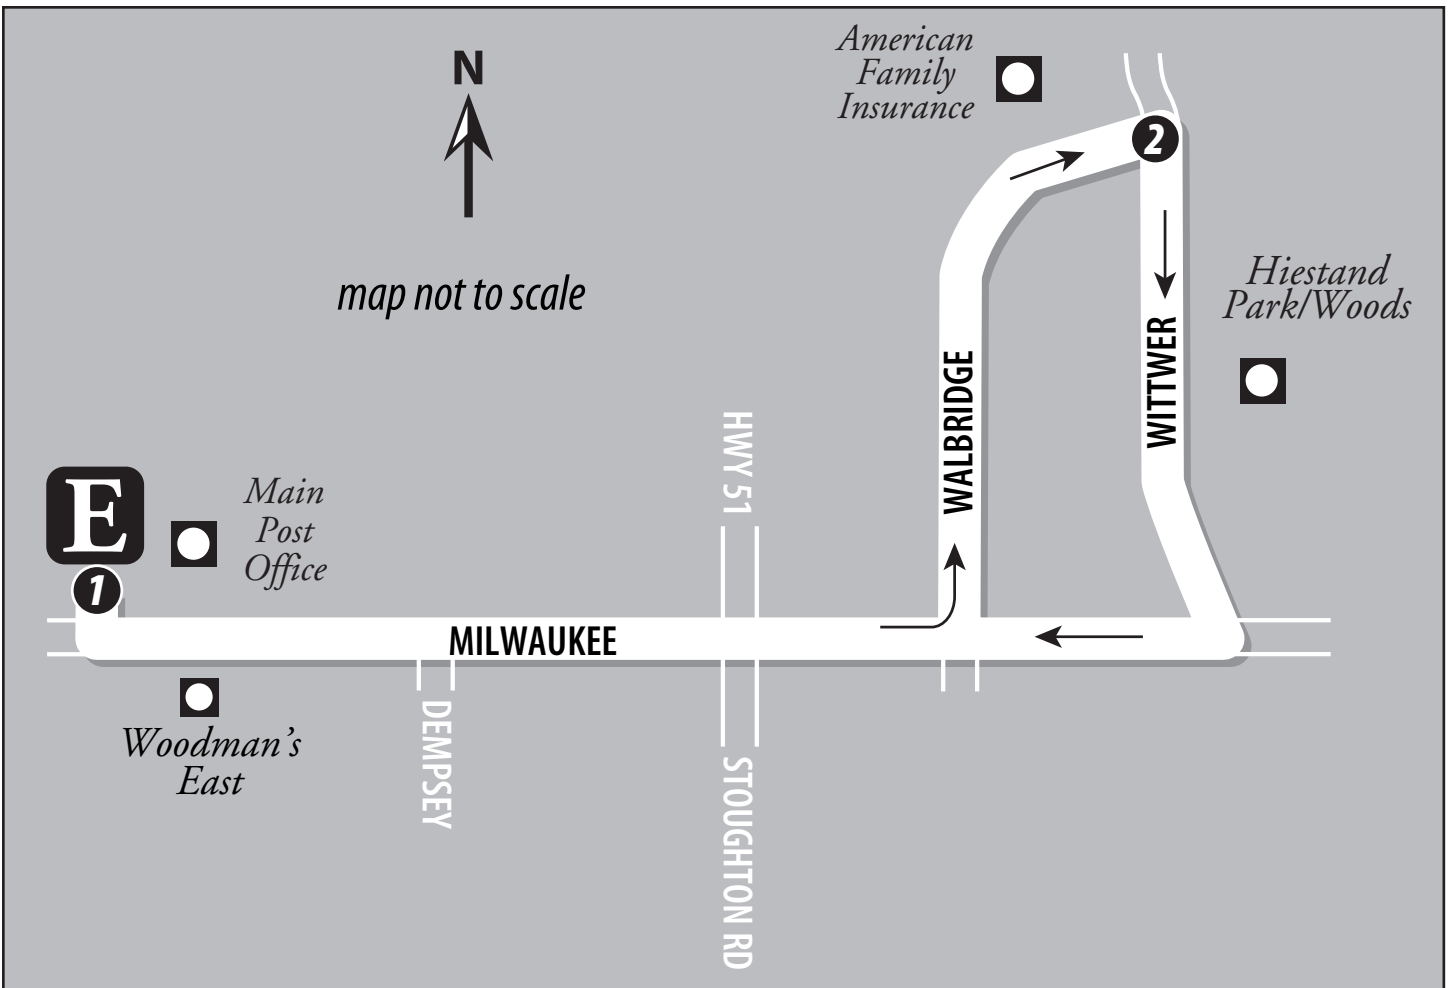 American
Family
Insurance
N
2
map not to scale
Hiestand
Park/Woods
WALBRIDGE
WITTWER
HWY 51
E
Main
Post
Office
1
MILWAUKEE
Woodman's
East
DEMPSEY
STOUGHTON RD